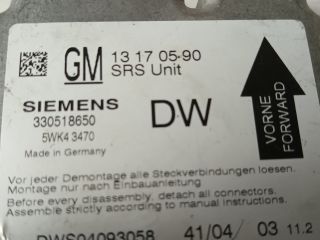 GM 13 17 05-90
SRS Unit
SIEMENS DW
330518650
5WK4 3470
Made in Germany
VORNE
FORWARD
Vor jeder Demontage alle Steckverbindungen loesen.
Montage nur nach Einbauanleitung
Before every disassembly, detach all connectors.
Assemble strictly according to manual instructions.
DWS04093058 41/04 03 11.2